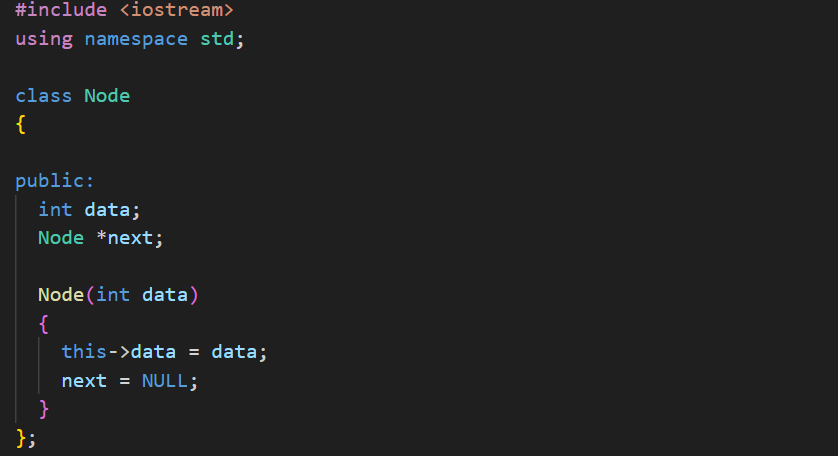 #include <iostream>
using namespace std;
class Node
{
public:
int data;
Node *next;
Node(int data)
{
this->data = data;
next = NULL;
}
};